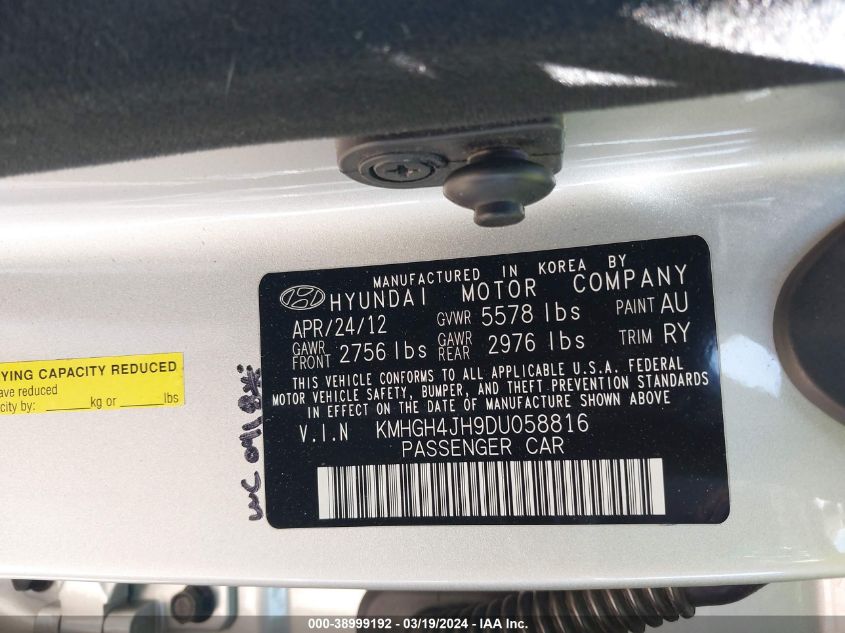 MANUFACTURED IN KOREA BY
HYUNDAI MOTOR COMPANY
APR/24/12 GVWR 5578 lbs PAINT AU
GAWR FRONT 2756 lbs GAWR REAR 2976 lbs TRIM RY
THIS VEHICLE CONFORMS TO ALL APPLICABLE U.S.A. FEDERAL
MOTOR VEHICLE SAFETY, BUMPER, AND THEFT PREVENTION STANDARDS
IN EFFECT ON THE DATE OF MANUFACTURE SHOWN ABOVE
V.I.N KMHGH4JH9DU058816
PASSENGER CAR
YING CAPACITY REDUCED
ave reduced
city by: ______kg or ______lbs
000-38999192 - 03/19/2024 - IAA Inc.